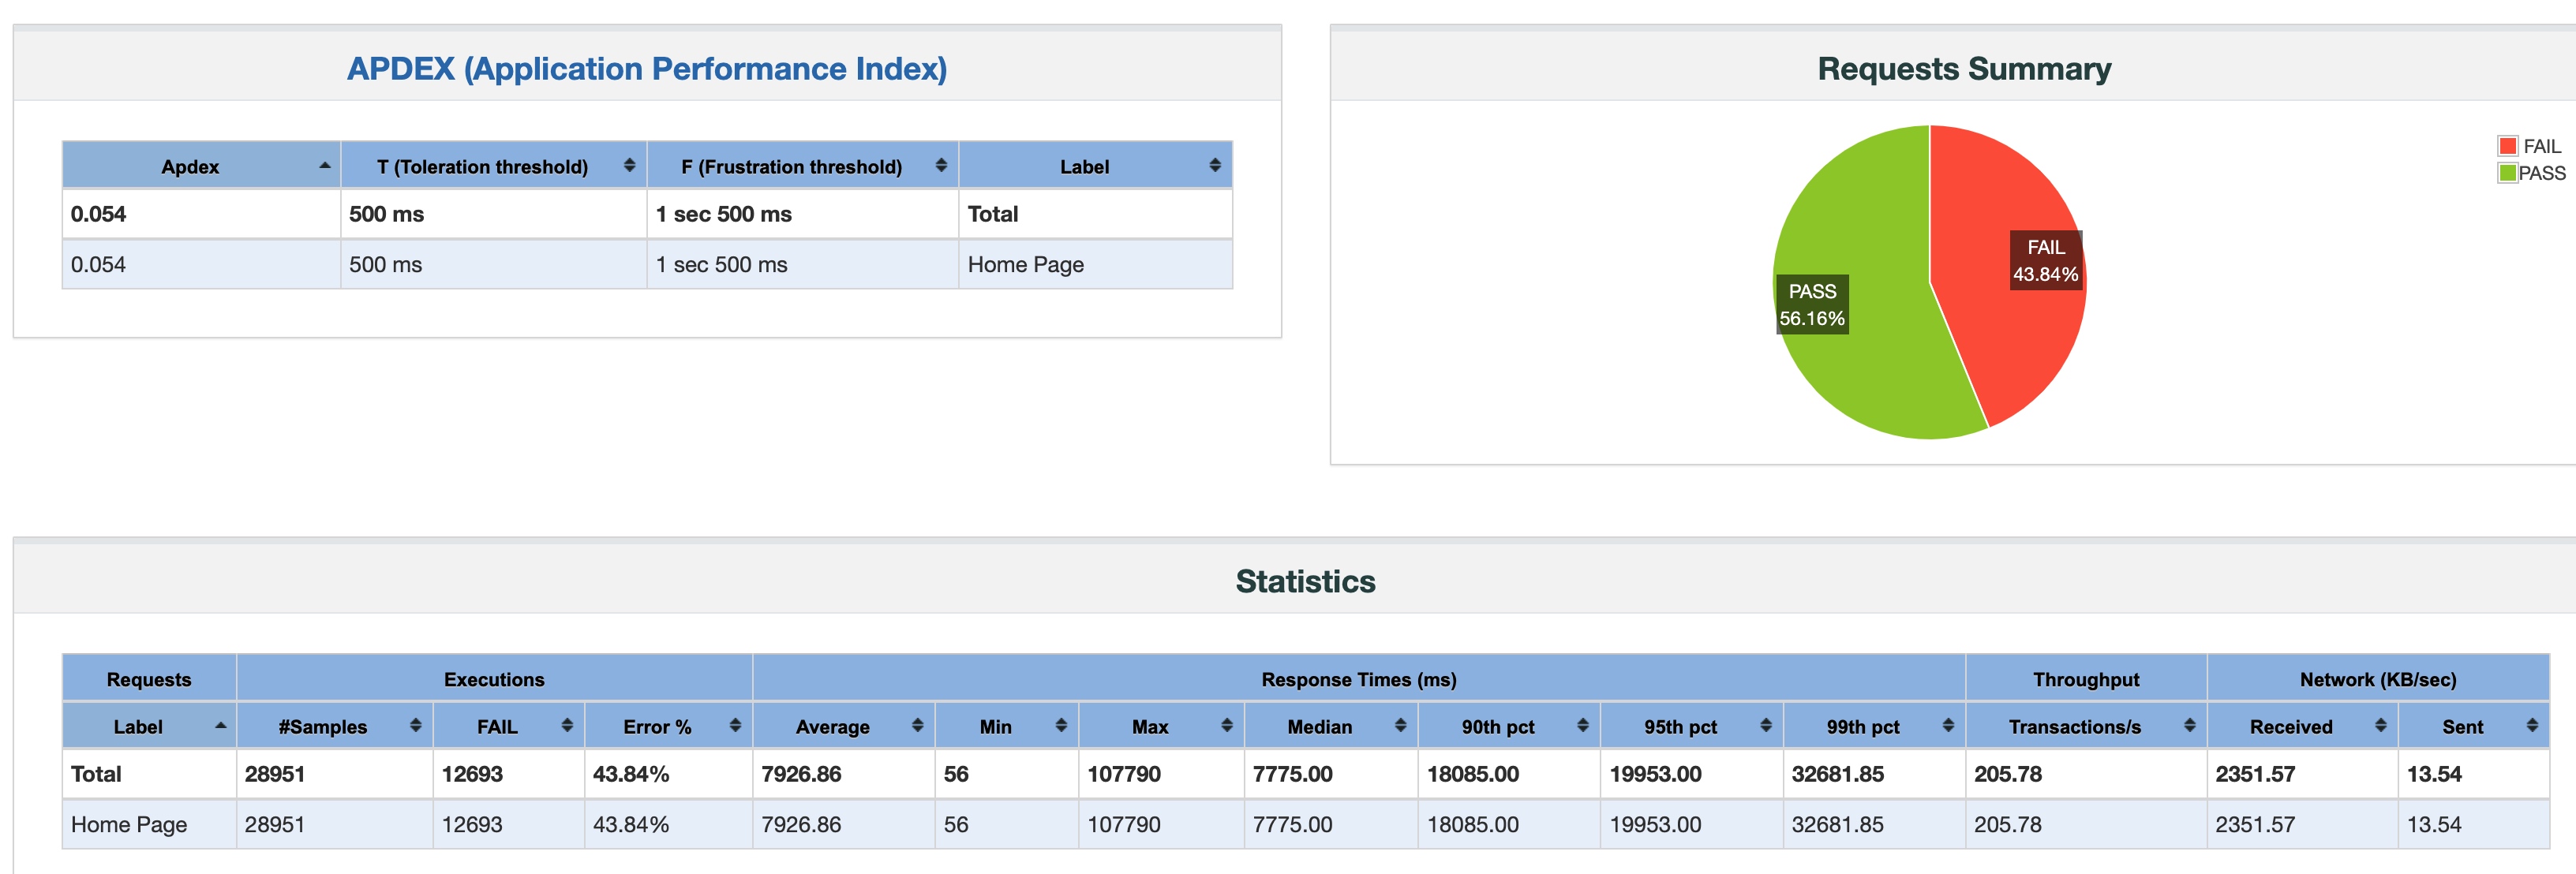 APDEX (Application Performance Index)
Apdex T (Toleration threshold) F (Frustration threshold) Label
0.054 500 ms 1 sec 500 ms Total
0.054 500 ms 1 sec 500 ms Home Page
Requests Summary
FAIL
PASS
FAIL
43.84%
PASS
56.16%
Statistics
Requests Executions Response Times (ms) Throughput Network (KB/sec)
Label #Samples FAIL Error % Average Min Max Median 90th pct 95th pct 99th pct Transactions/s Received Sent
Total 28951 12693 43.84% 7926.86 56 107790 7775.00 18085.00 19953.00 32681.85 205.78 2351.57 13.54
Home Page 28951 12693 43.84% 7926.86 56 107790 7775.00 18085.00 19953.00 32681.85 205.78 2351.57 13.54